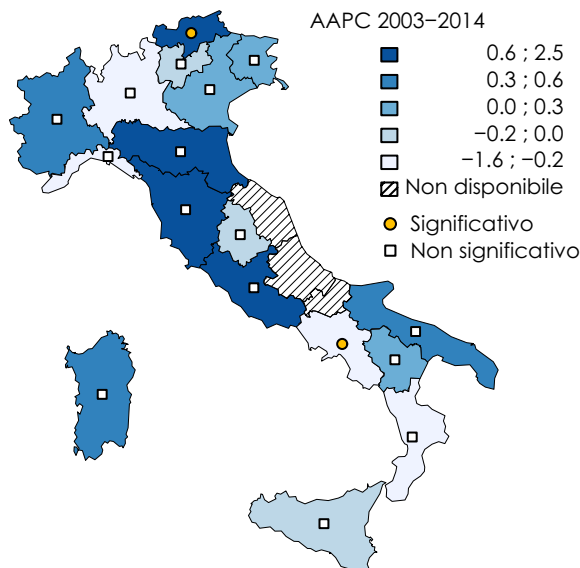 AAPC 2003−2014
0.6 ; 2.5
0.3 ; 0.6
0.0 ; 0.3
−0.2 ; 0.0
−1.6 ; −0.2
Non disponibile
Significativo
Non significativo